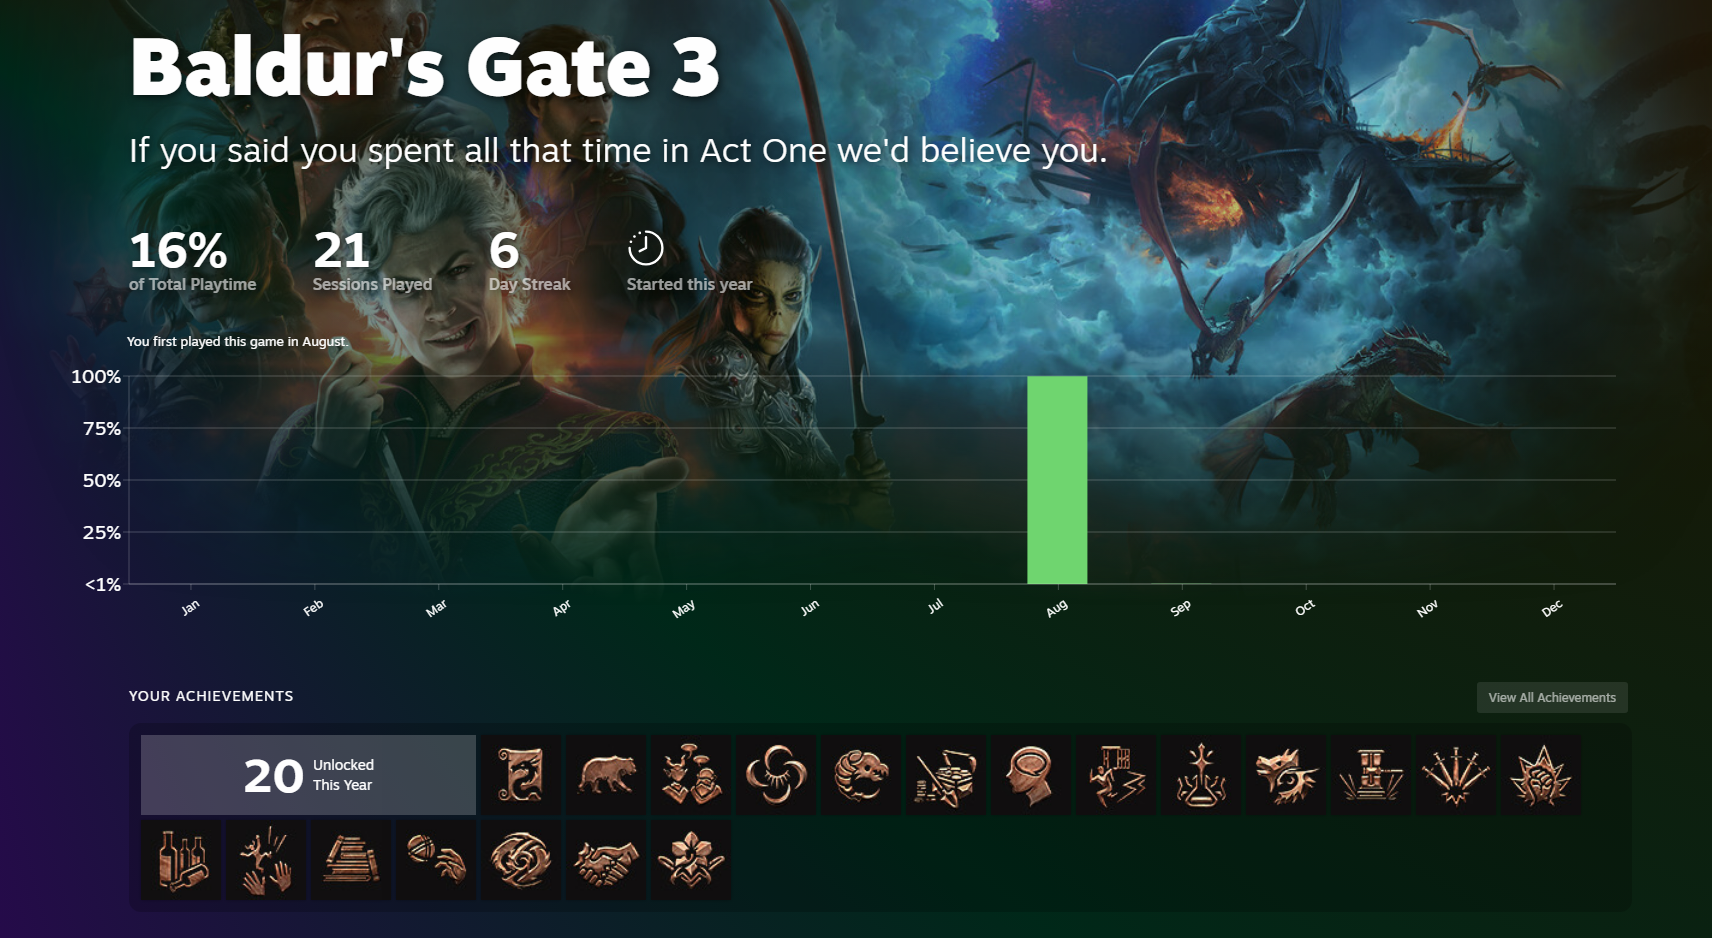 Baldur's Gate 3
If you said you spent all that time in Act One we'd believe you.
16%
of Total Playtime
21
Sessions Played
6
Day Streak
Started this year
You first played this game in August.
100%
75%
50%
25%
<1%
Jan
Feb
Mar
Apr
May
Jun
Jul
Aug
Sep
Oct
Nov
Dec
YOUR ACHIEVEMENTS
View All Achievements
20
Unlocked
This Year